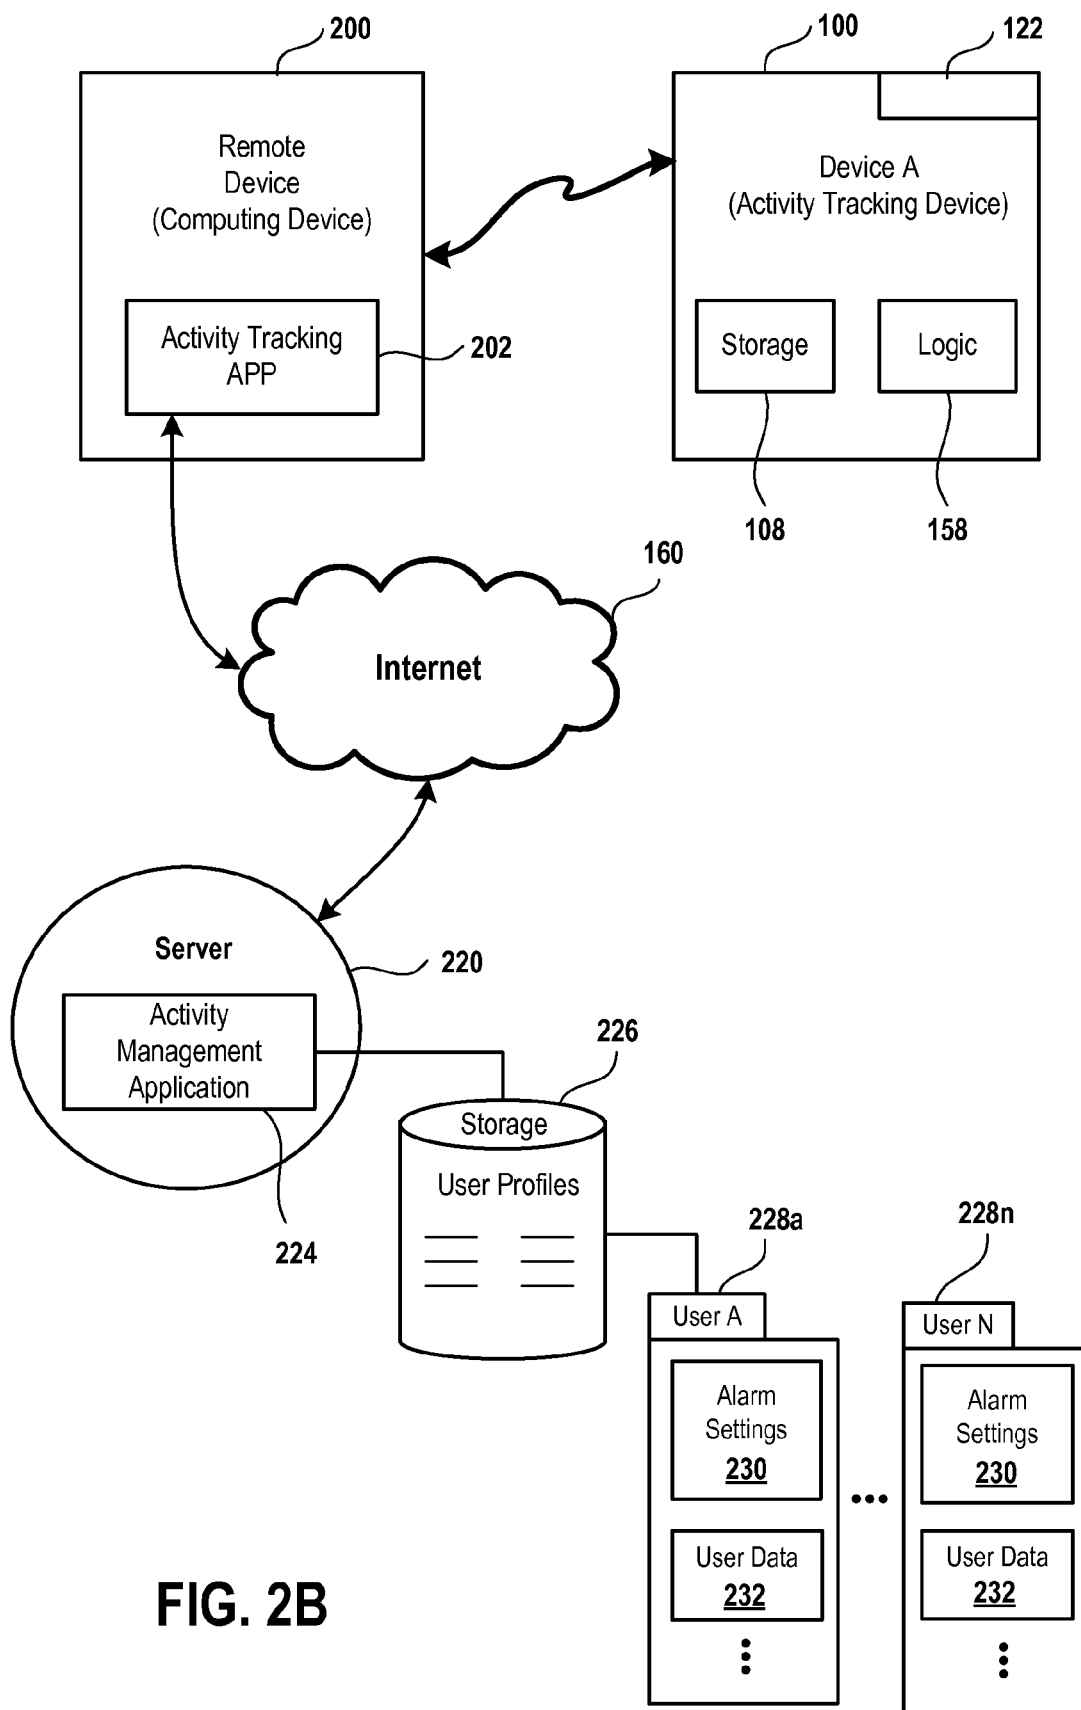 200
100
122
Remote
Device
(Computing Device)
Device A
(Activity Tracking Device)
Activity Tracking
APP
202
Storage
Logic
108
158
160
Internet
Server
220
Activity
Management
Application
224
226
Storage
User Profiles
228a
228n
User A
User N
Alarm
Settings
230
Alarm
Settings
230
User Data
232
User Data
232
FIG. 2B